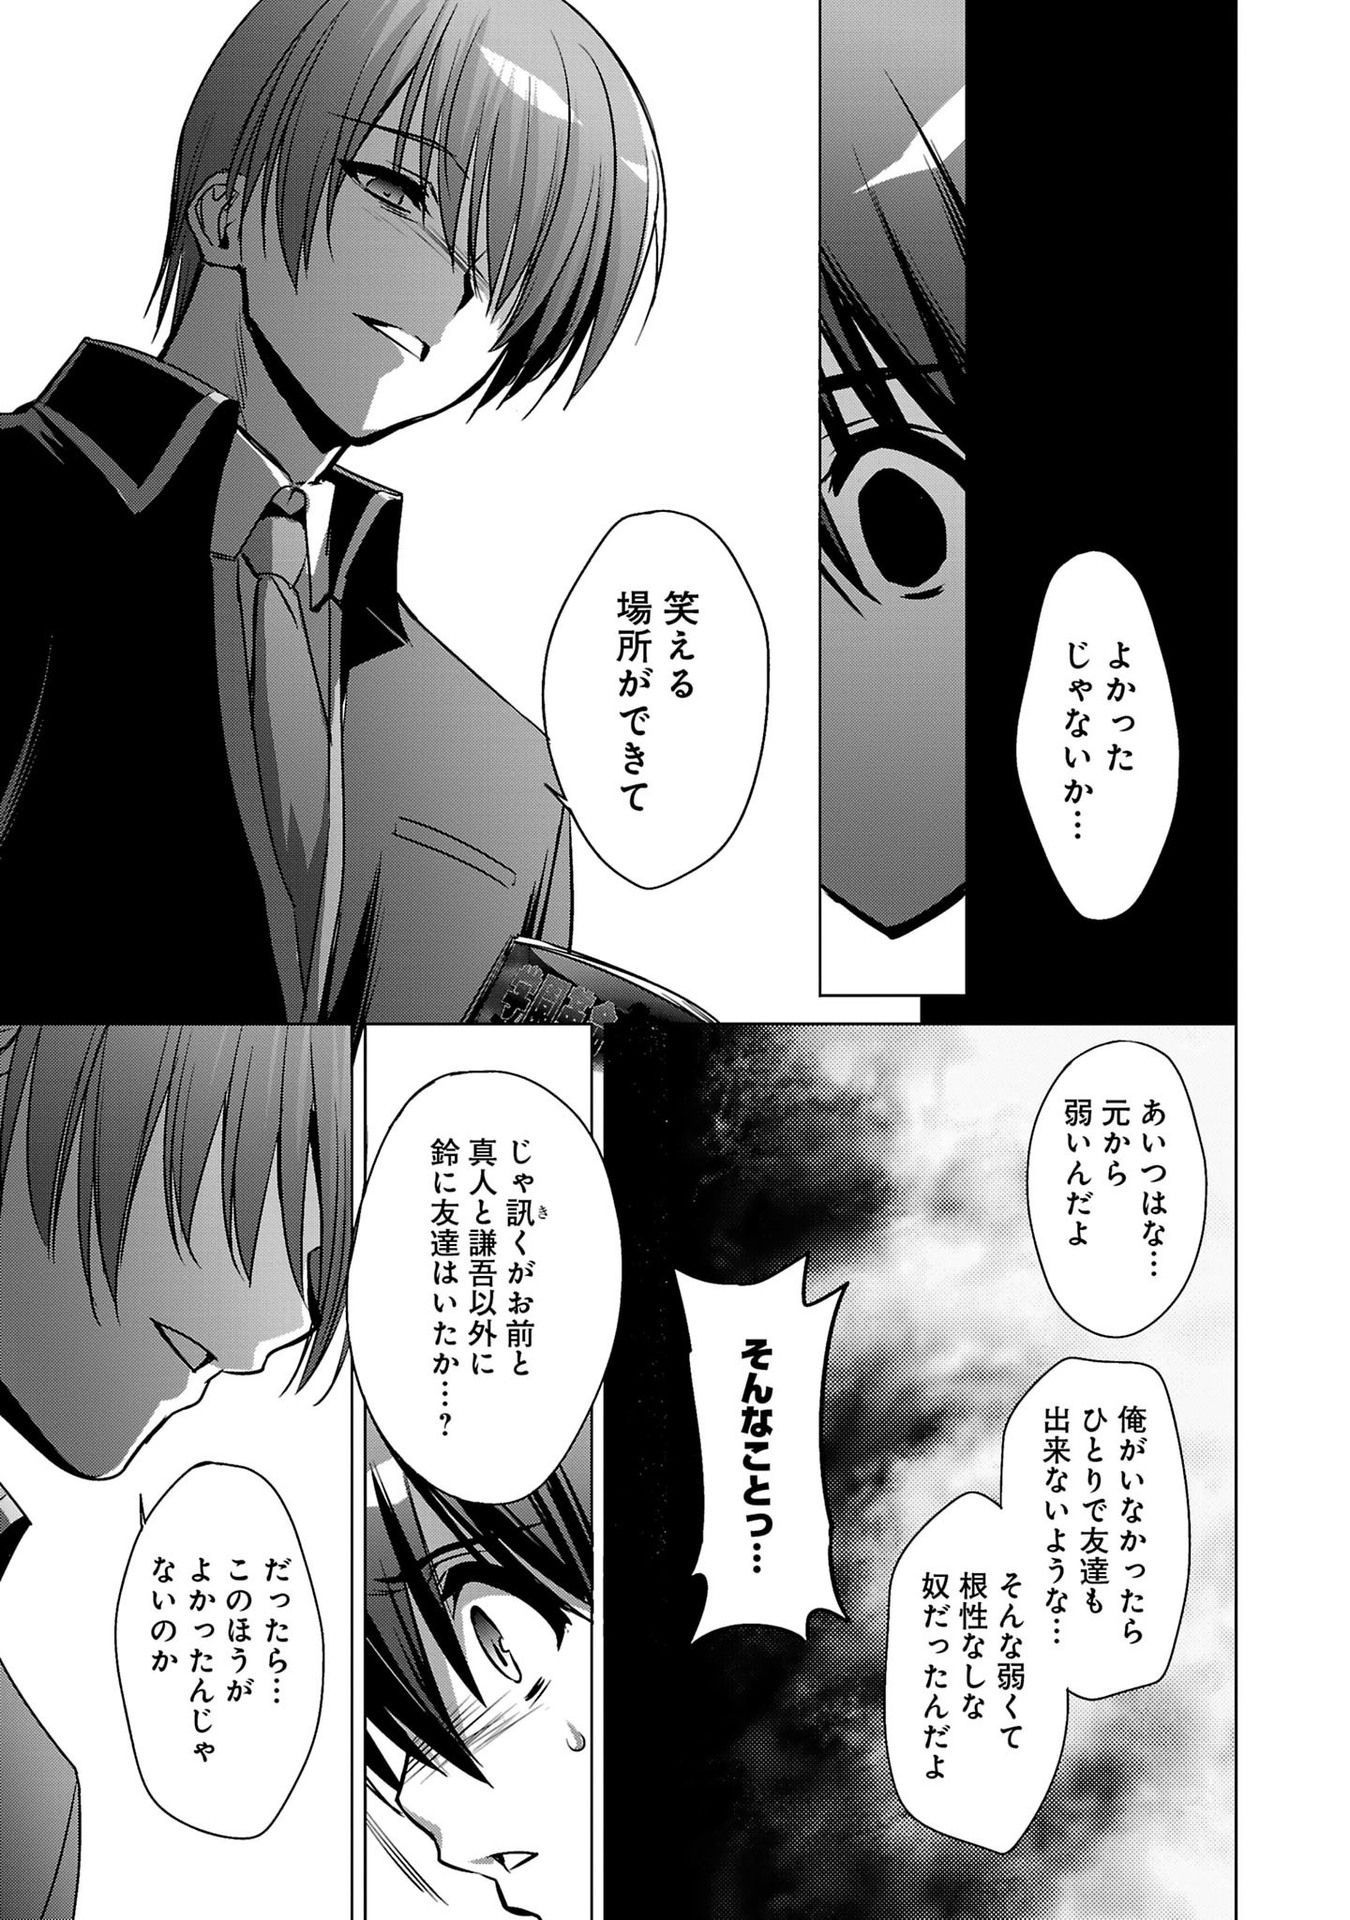 よかった
じゃないか…
笑える
場所ができて
学園革命
あいつはな…
元から
弱いんだよ
俺がいなかったら
ひとりで友達も
出来ないような…
そんな弱くて
根性なしな
奴だったんだよ
そんなことっ…
じゃ訊くがお前と
き
真人と謙吾以外に
鈴に友達はいたか…?
だったら…
このほうが
よかったんじゃ
ないのか